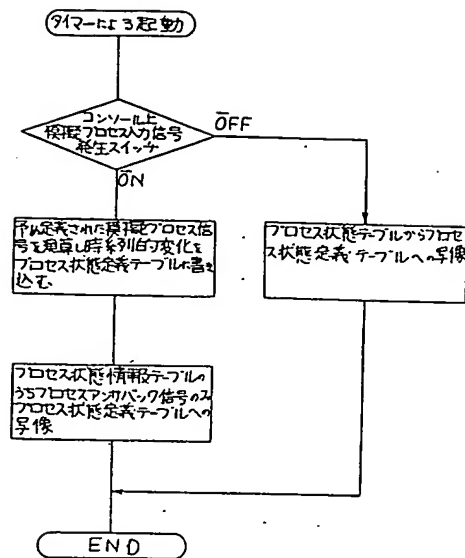 タイマーによる起動
コンソール上
模擬プロセス入力信号
発生スイッチ
OFF
ON
予め定義された模擬プロセス信
号を起草し時系列的変化を
プロセス状態定義テーブルに書き
込む、
プロセス状態テーブルからプロセ
ス状態定義テーブルへの写像
プロセス状態情報テーブルの
うちプロセスアンサバック信号のみ
プロセス状態定義テーブルへの
写像
END